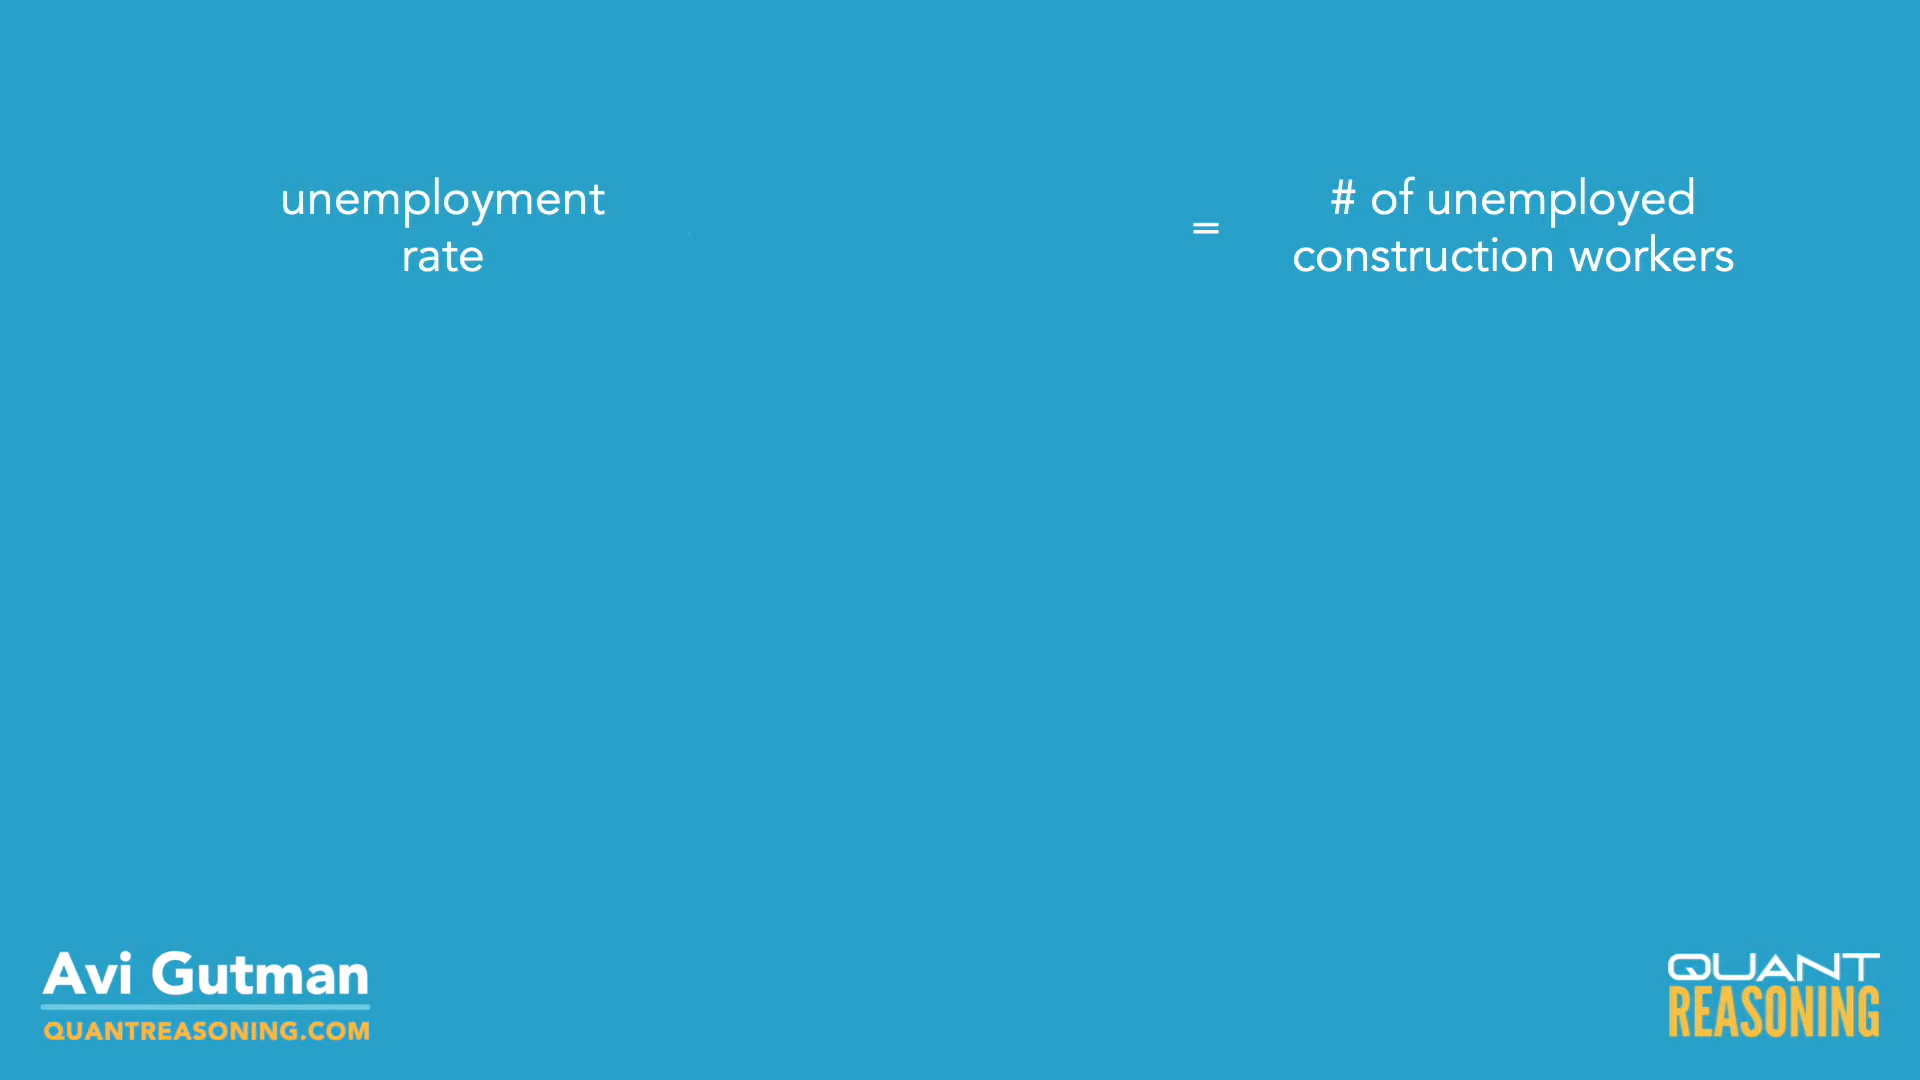 unemployment
rate
=
# of unemployed
construction workers
Avi Gutman
QUANTREASONING.COM
QUANT
REASONING